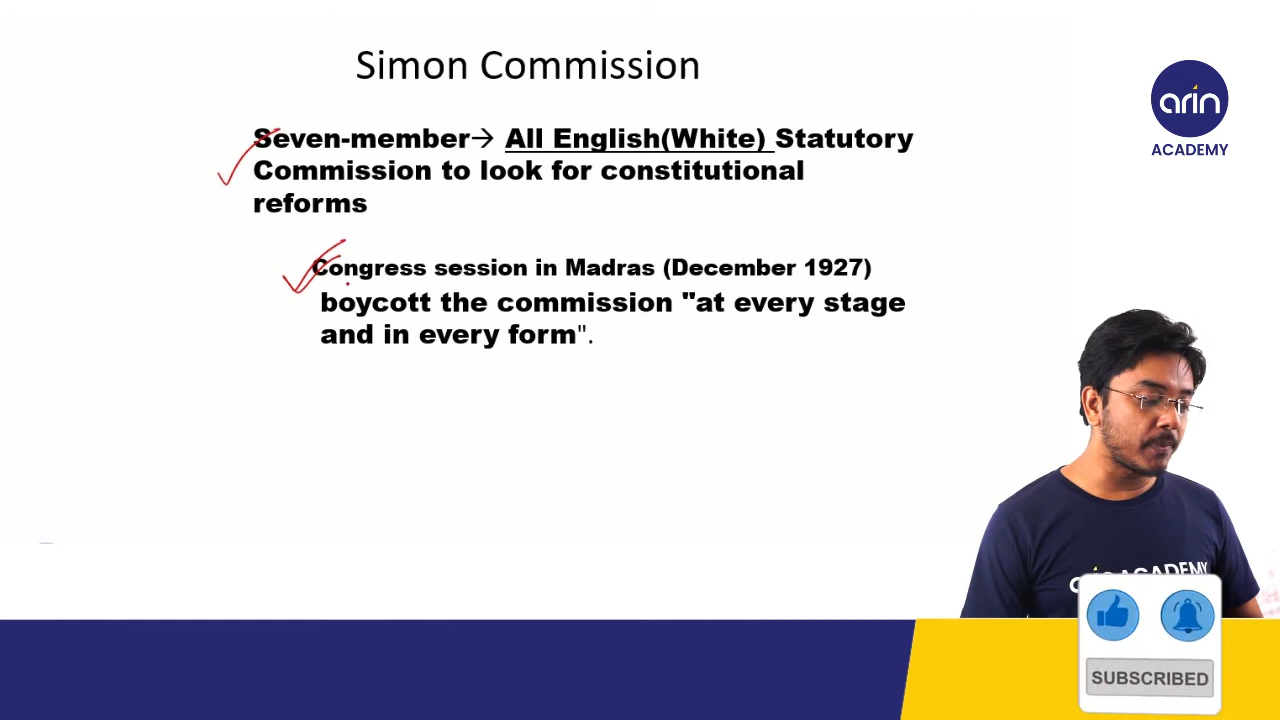 Simon Commission
Seven-member→ All English(White) Statutory
Commission to look for constitutional
reforms
Congress session in Madras (December 1927)
boycott the commission "at every stage
and in every form".
arin
ACADEMY
ACADEMY
SUBSCRIBED